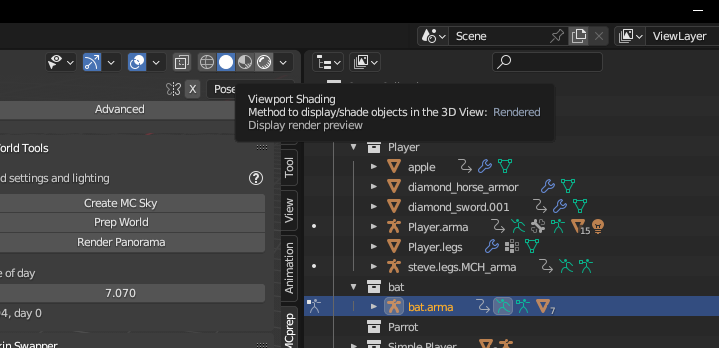 Scene
ViewLayer
X
Pose
Advanced
Viewport Shading
Method to display/shade objects in the 3D View: Rendered
Display render preview
Player
orld Tools
Tool
apple
d settings and lighting
diamond_horse_armor
Create MC Sky
View
diamond_sword.001
Prep World
Player.arma
15
Render Panorama
Player.legs
Animation
e of day
steve.legs.MCH_arma
7.070
bat
4, day 0
MCprep
bat.arma
7
Parrot
kin Swapper
Simple Player